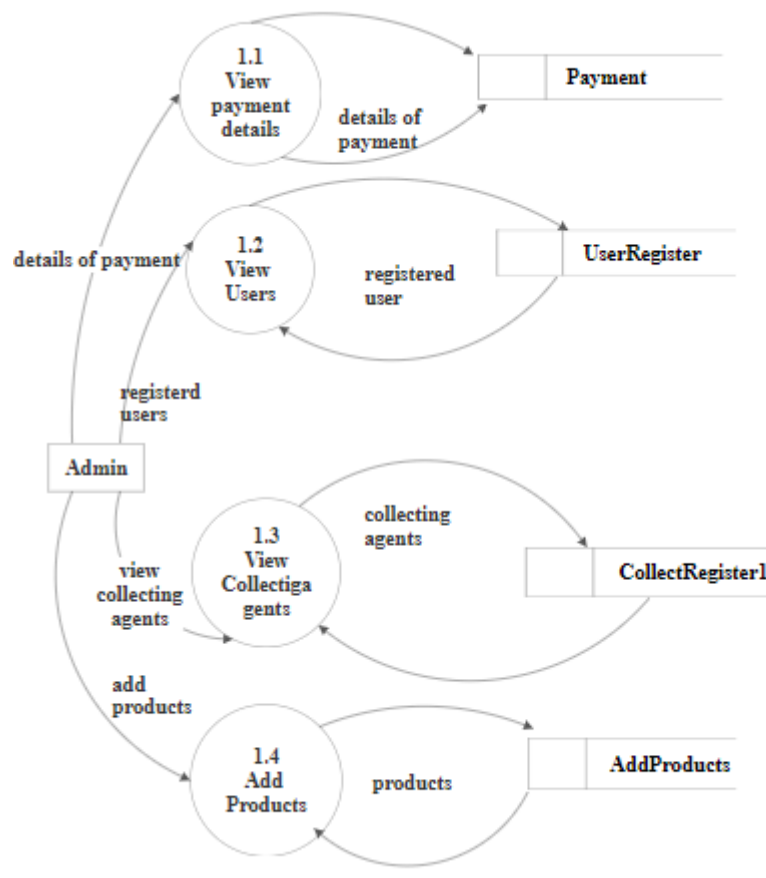 1.1
View
payment
details
Payment
details of
payment
details of payment
1.2
View
Users
UserRegister
registered
user
registerd
users
Admin
1.3
View
Collectiga
gents
collecting
agents
CollectRegister1
view
collecting
agents
add
products
1.4
Add
Products
products
AddProducts